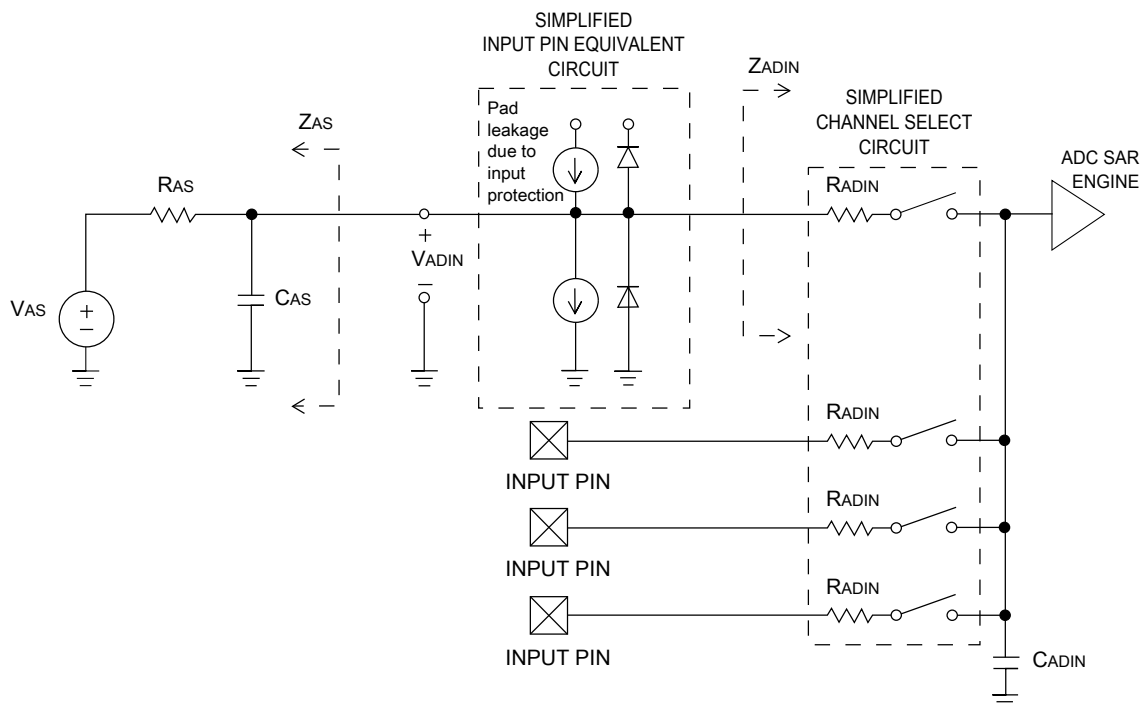 SIMPLIFIED
INPUT PIN EQUIVALENT
CIRCUIT
ZADIN
SIMPLIFIED
CHANNEL SELECT
CIRCUIT
Pad
leakage
due to
input
protection
ZAS
ADC SAR
ENGINE
RAS
RADIN
+
VADIN
–
VAS
+
–
CAS
RADIN
INPUT PIN
RADIN
INPUT PIN
RADIN
INPUT PIN
CADIN